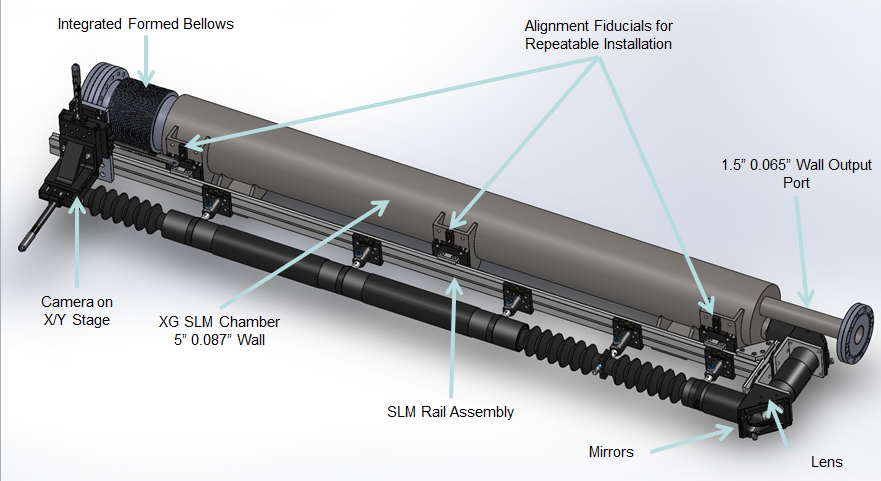 Integrated Formed Bellows
Alignment Fiducials for
Repeatable Installation
1.5” 0.065” Wall Output
Port
Camera on
X/Y Stage
XG SLM Chamber
5” 0.087” Wall
SLM Rail Assembly
Mirrors
Lens